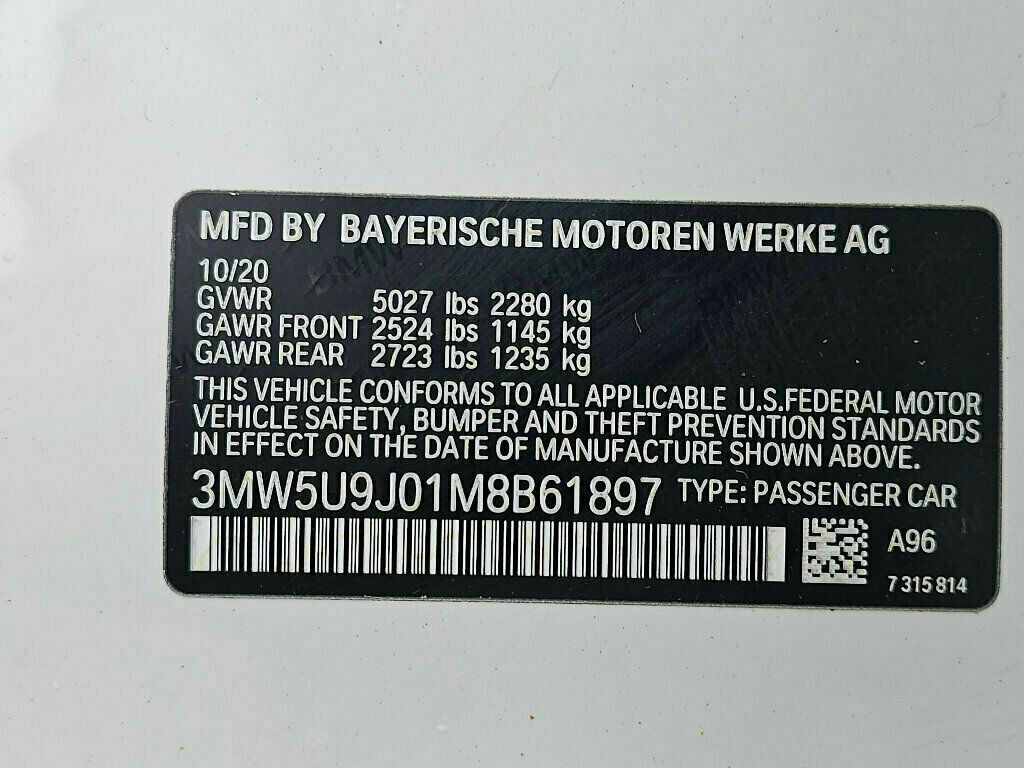 MFD BY BAYERISCHE MOTOREN WERKE AG
10/20
GVWR 5027 lbs 2280 kg
GAWR FRONT 2524 lbs 1145 kg
GAWR REAR 2723 lbs 1235 kg
THIS VEHICLE CONFORMS TO ALL APPLICABLE U.S.FEDERAL MOTOR
VEHICLE SAFETY, BUMPER AND THEFT PREVENTION STANDARDS
IN EFFECT ON THE DATE OF MANUFACTURE SHOWN ABOVE.
3MW5U9J01M8B61897 TYPE: PASSENGER CAR
A96
7 315 814